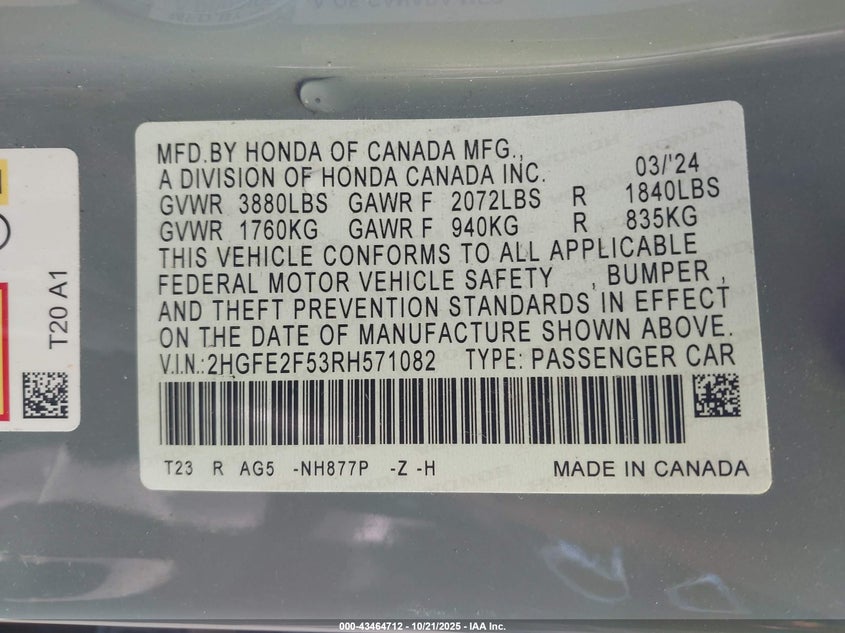 MFD.BY HONDA OF CANADA MFG.,
A DIVISION OF HONDA CANADA INC. 03/'24
GVWR 3880LBS GAWR F 2072LBS R 1840LBS
GVWR 1760KG GAWR F 940KG R 835KG
THIS VEHICLE CONFORMS TO ALL APPLICABLE
FEDERAL MOTOR VEHICLE SAFETY , BUMPER ,
AND THEFT PREVENTION STANDARDS IN EFFECT
ON THE DATE OF MANUFACTURE SHOWN ABOVE.
V.I.N.: 2HGFE2F53RH571082 TYPE: PASSENGER CAR
T23 R AG5 -NH877P -Z -H MADE IN CANADA
T20 A1
000-43464712 - 10/21/2025 - IAA Inc.